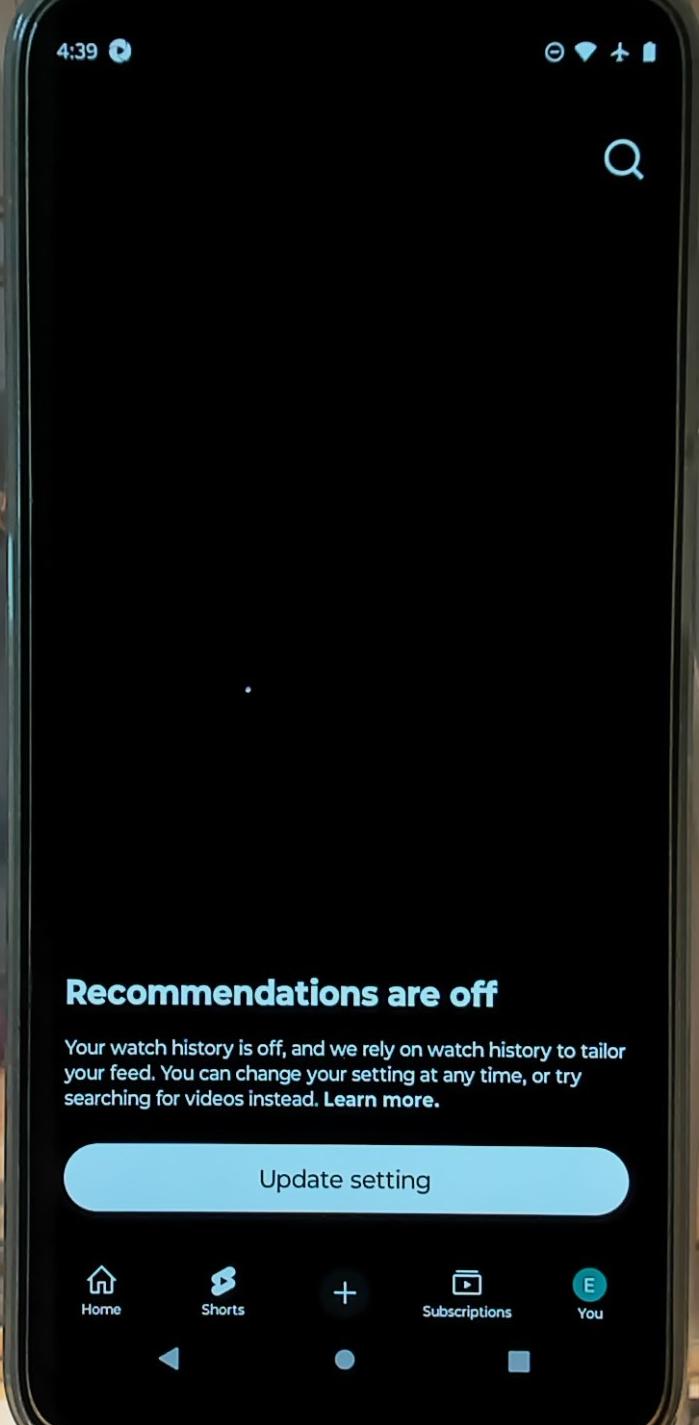 4:39
Recommendations are off
Your watch history is off, and we rely on watch history to tailor
your feed. You can change your setting at any time, or try
searching for videos instead. Learn more.
Update setting
Home
Shorts
Subscriptions
E
You